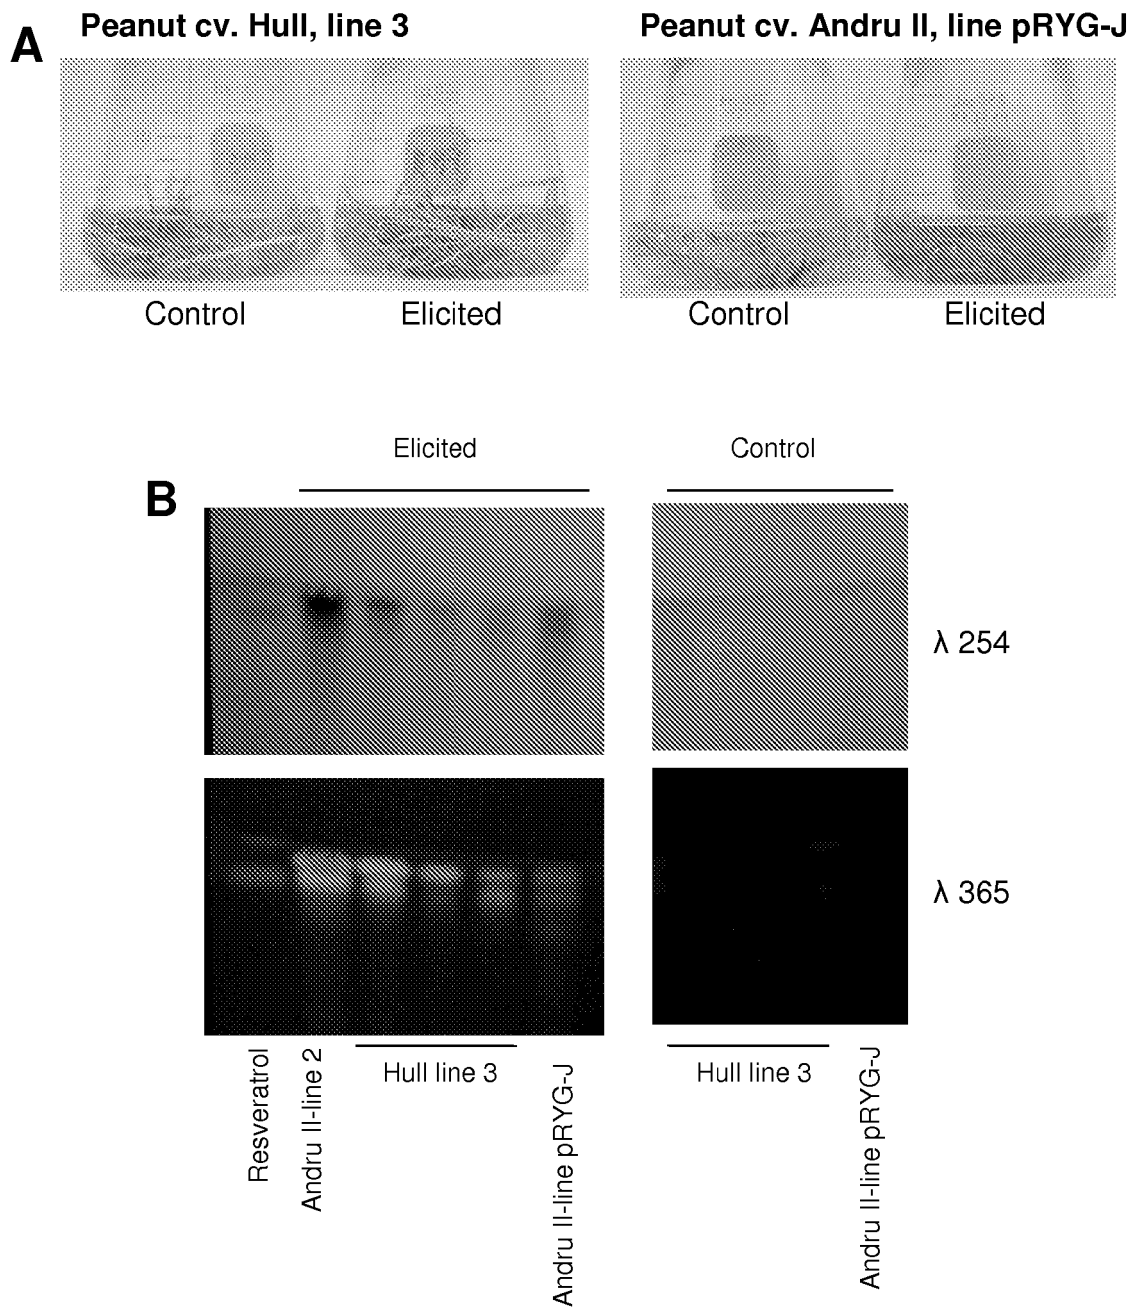 A
Peanut cv. Hull, line 3
Peanut cv. Andru II, line pRYG-J
Control
Elicited
Control
Elicited
B
Elicited
Control
λ 254
λ 365
Resveratrol
Andru II-line 2
Hull line 3
Andru II-line pRYG-J
Hull line 3
Andru II-line pRYG-J